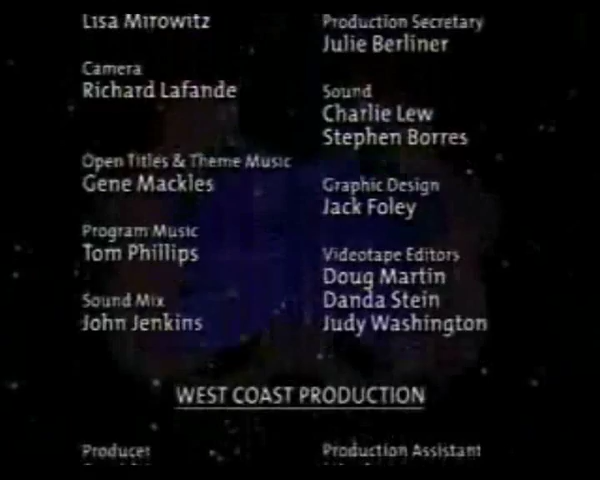 Lisa Mirowitz
Camera
Richard Lafande
Open Titles & Theme Music
Gene Mackles
Program Music
Tom Phillips
Sound Mix
John Jenkins
Production Secretary
Julie Berliner
Sound
Charlie Lew
Stephen Borres
Graphic Design
Jack Foley
Videotape Editors
Doug Martin
Danda Stein
Judy Washington
WEST COAST PRODUCTION
Producer
Production Assistant